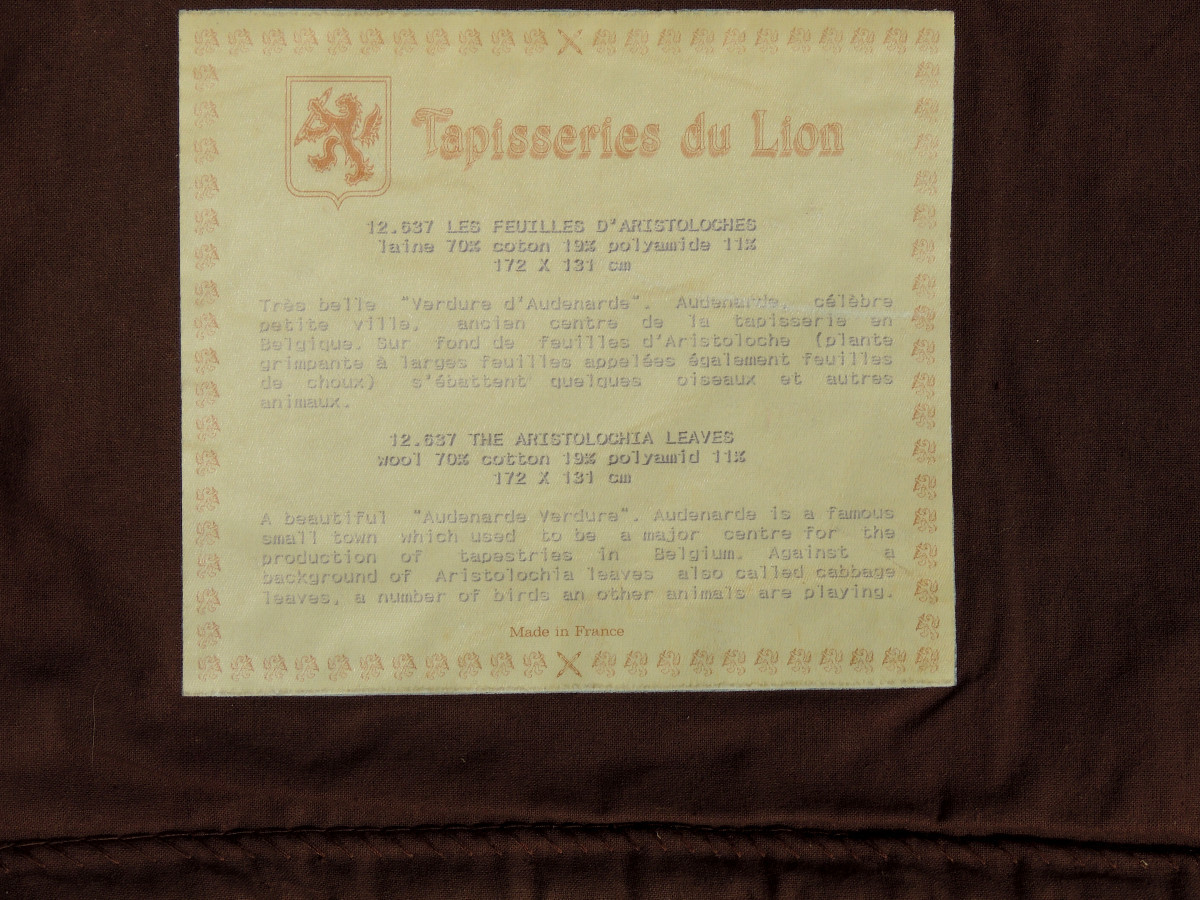 Tapisseries du Lion
12.637 LES FEUILLES D'ARISTOLOCHES
laine 70% coton 19% polyamide 11%
172 X 131 cm
Très belle "Verdure d'Audenarde". Audenarde, célèbre
petite ville, ancien centre de la tapisserie en
Belgique. Sur fond de feuilles d'Aristoloche (plante
grimpante à larges feuilles appelées également feuilles
de choux) s'ébattent quelques oiseaux et autres
animaux.
12.637 THE ARISTOLOCHIA LEAVES
wool 70% cotton 19% polyamid 11%
172 X 131 cm
A beautiful "Audenarde Verdure". Audenarde is a famous
small town which used to be a major centre for the
production of tapestries in Belgium. Against a
background of Aristolochia leaves also called cabbage
leaves, a number of birds an other animals are playing.
Made in France